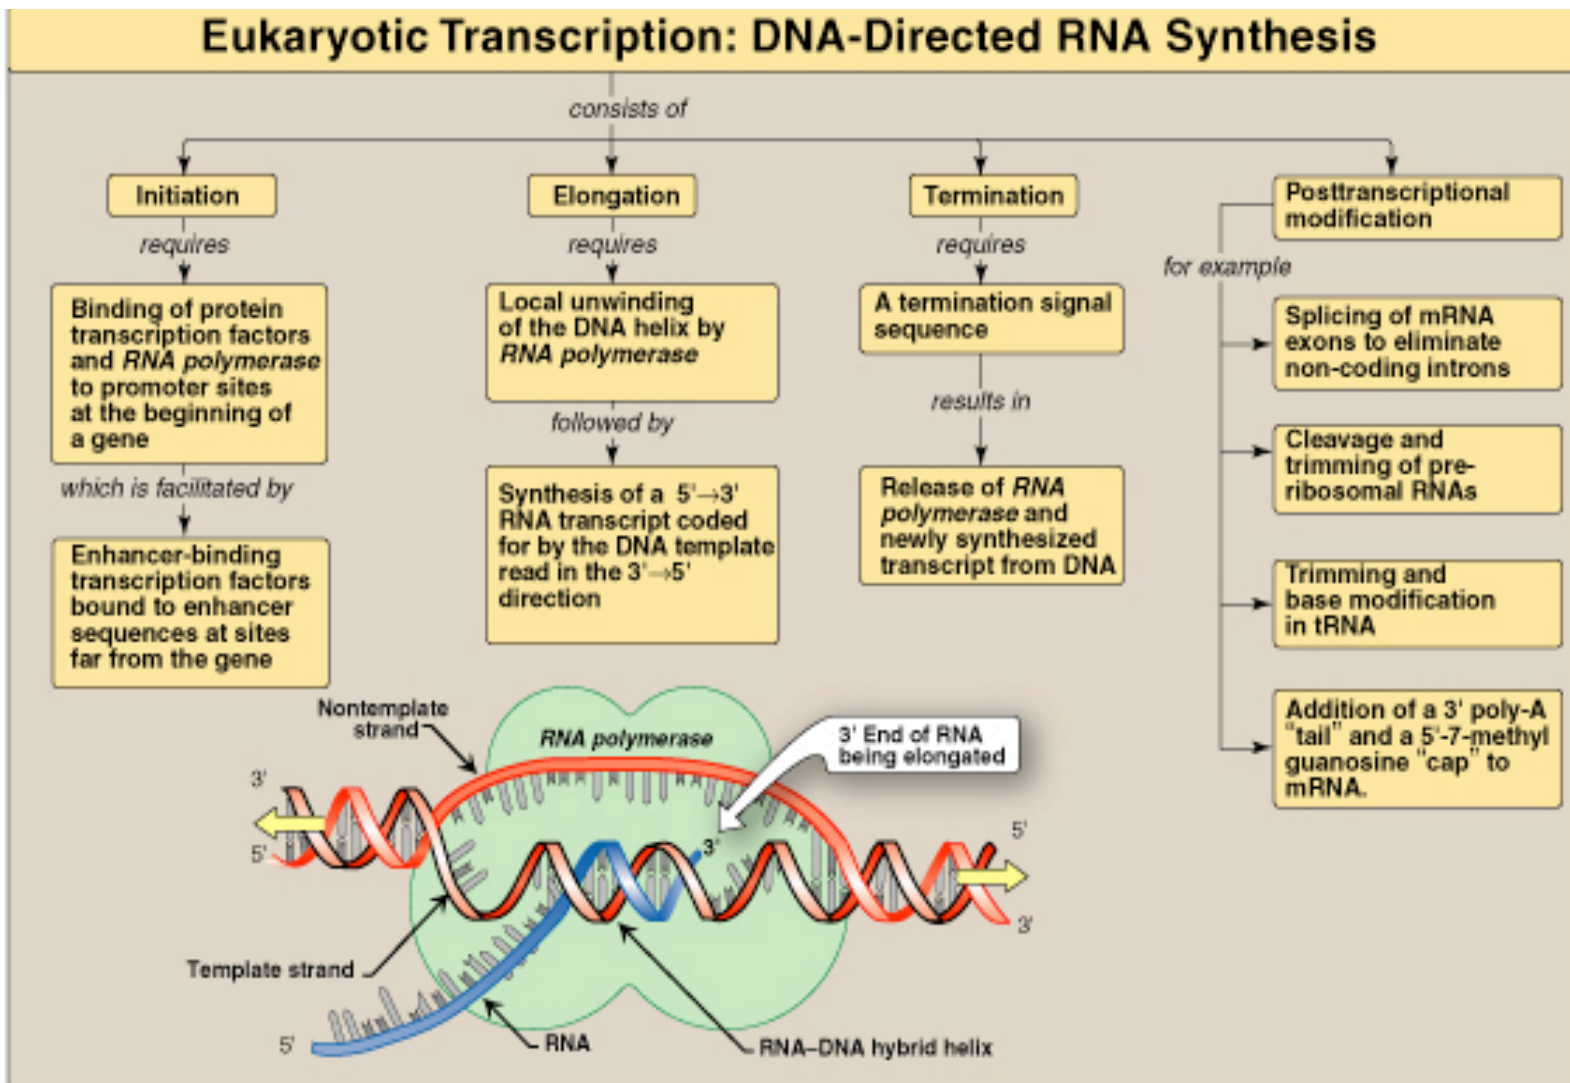 Eukaryotic Transcription: DNA-Directed RNA Synthesis
consists of
Initiation
requires
Binding of protein
transcription factors
and RNA polymerase
to promoter sites
at the beginning of
a gene
which is facilitated by
Enhancer-binding
transcription factors
bound to enhancer
sequences at sites
far from the gene
Elongation
requires
Local unwinding
of the DNA helix by
RNA polymerase
followed by
Synthesis of a 5'→3'
RNA transcript coded
for by the DNA template
read in the 3'→5'
direction
Termination
requires
A termination signal
sequence
results in
Release of RNA
polymerase and
newly synthesized
transcript from DNA
Posttranscriptional
modification
for example
Splicing of mRNA
exons to eliminate
non-coding introns
Cleavage and
trimming of pre-
ribosomal RNAs
Trimming and
base modification
in tRNA
Addition of a 3' poly-A
"tail" and a 5'-7-methyl
guanosine "cap" to
mRNA.
Nontemplate
strand
RNA polymerase
3' End of RNA
being elongated
3'
5'
3'
5'
3'
Template strand
5'
RNA
RNA–DNA hybrid helix